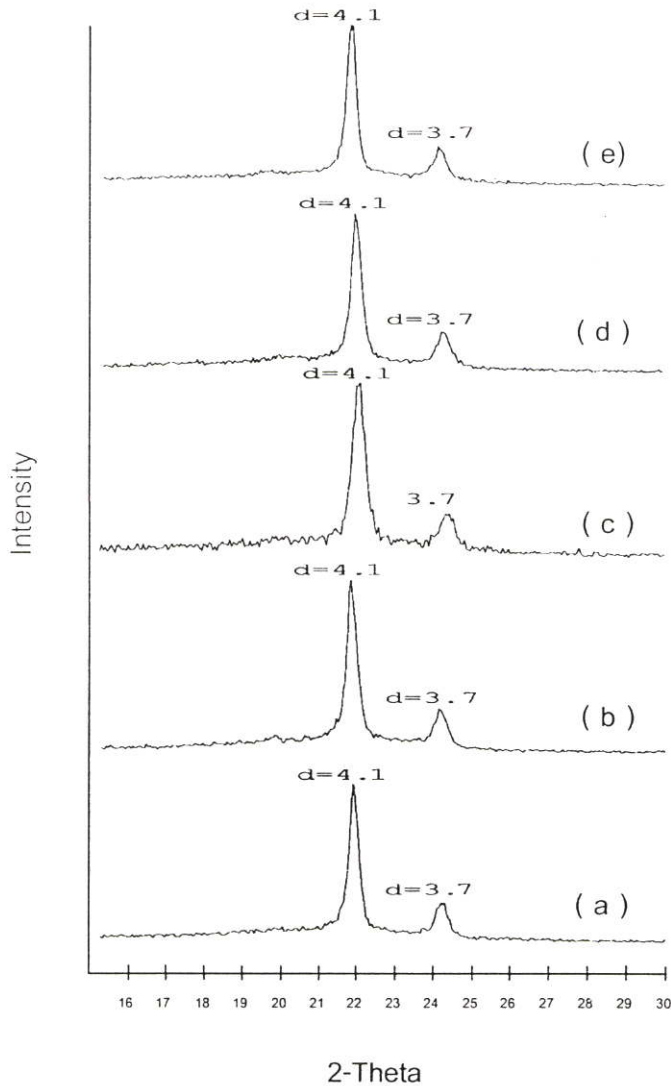 d=4.1
d=3.7
(e)
d=4.1
d=3.7
(d)
d=4.1
3.7
(c)
d=4.1
d=3.7
(b)
d=4.1
d=3.7
(a)
Intensity
16 17 18 19 20 21 22 23 24 25 26 27 28 29 30
2-Theta